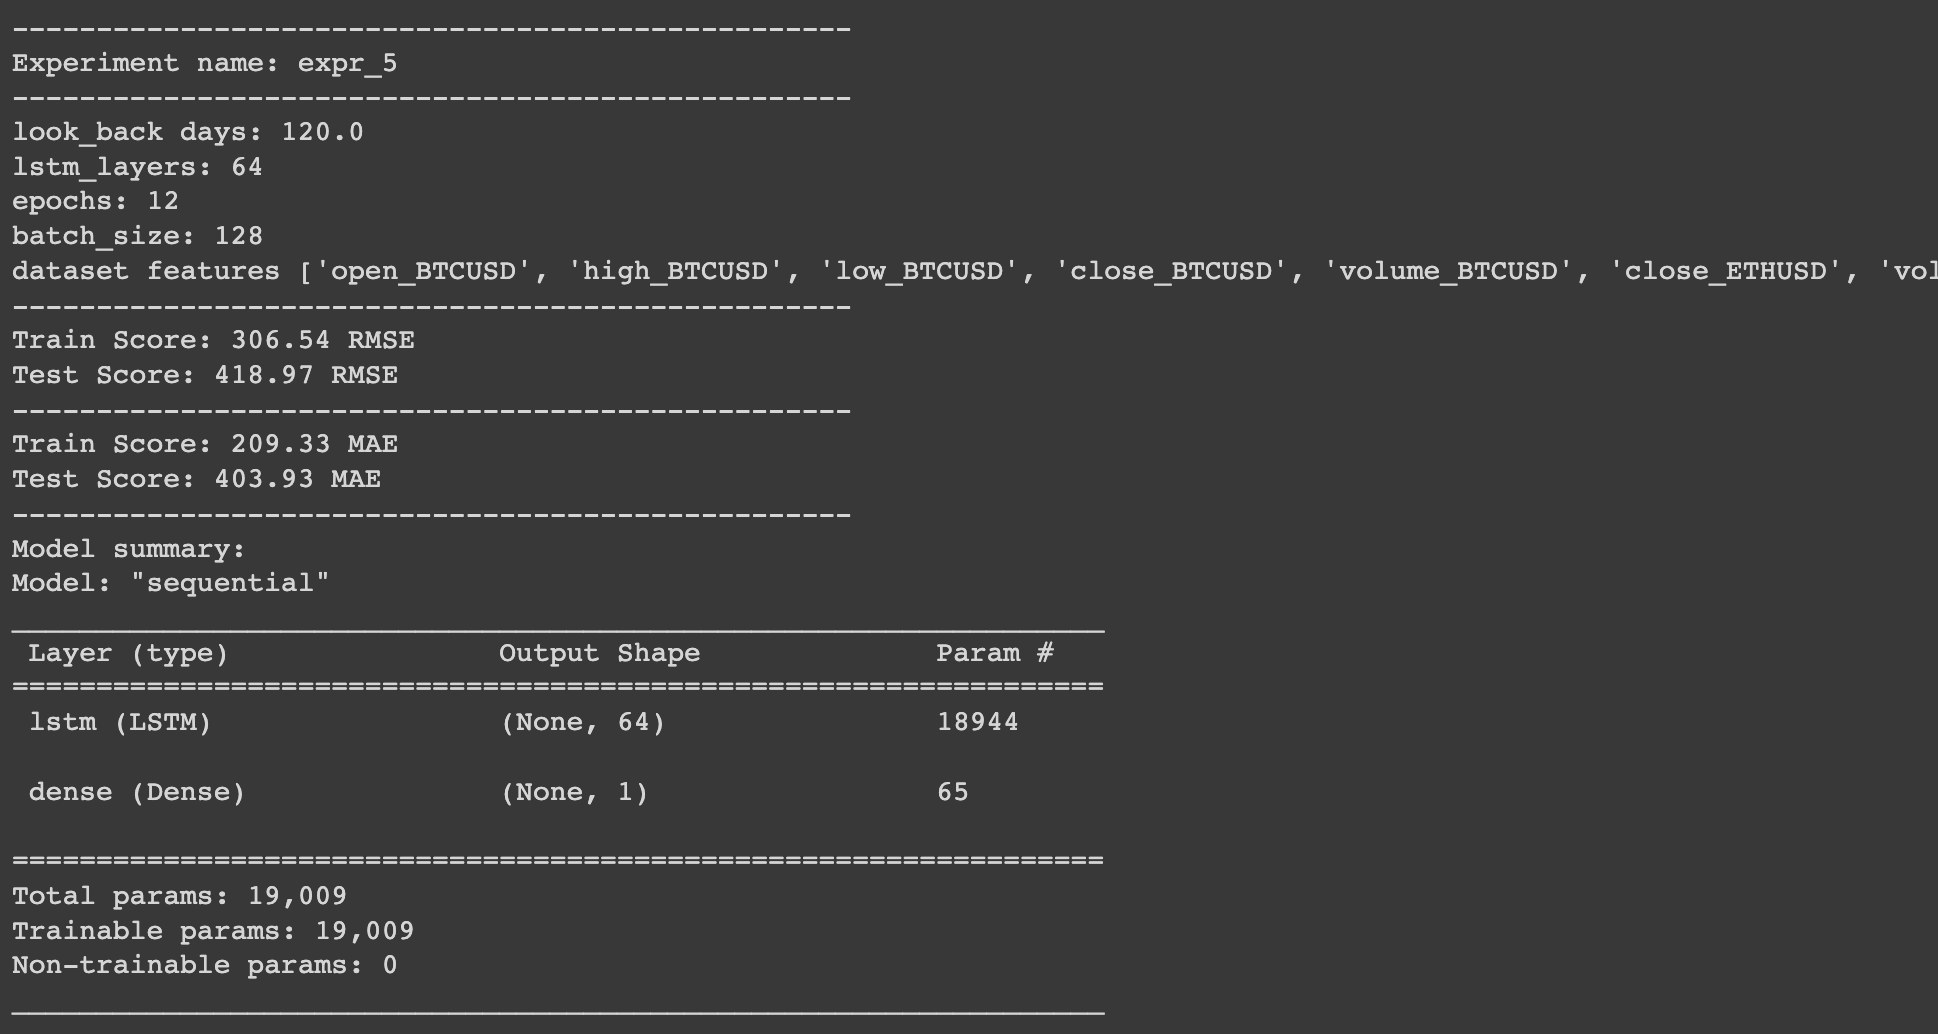 --------------------------------------------------
Experiment name: expr_5
--------------------------------------------------
look_back days: 120.0
lstm_layers: 64
epochs: 12
batch_size: 128
dataset features ['open_BTCUSD', 'high_BTCUSD', 'low_BTCUSD', 'close_BTCUSD', 'volume_BTCUSD', 'close_ETHUSD', 'vol
--------------------------------------------------
Train Score: 306.54 RMSE
Test Score: 418.97 RMSE
--------------------------------------------------
Train Score: 209.33 MAE
Test Score: 403.93 MAE
--------------------------------------------------
Model summary:
Model: "sequential"
_________________________________________________________________
Layer (type) Output Shape Param #
=================================================================
lstm (LSTM) (None, 64) 18944
dense (Dense) (None, 1) 65
=================================================================
Total params: 19,009
Trainable params: 19,009
Non-trainable params: 0
_________________________________________________________________